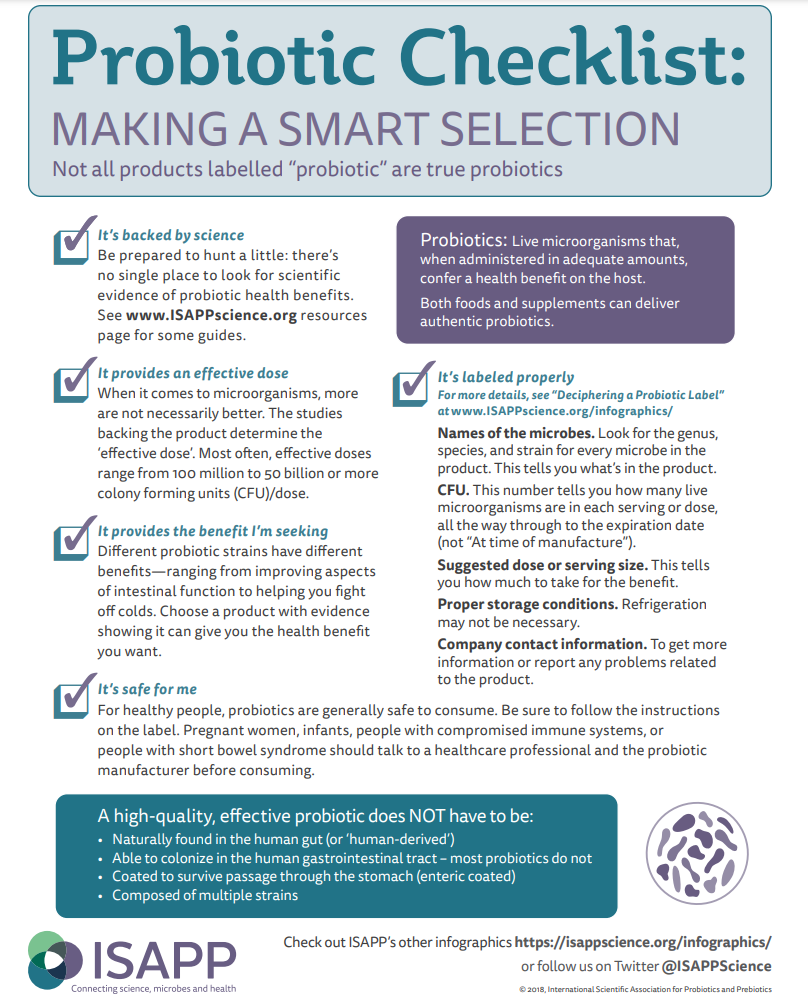 Probiotic Checklist:
MAKING A SMART SELECTION
Not all products labelled “probiotic” are true probiotics
It’s backed by science
Be prepared to hunt a little: there’s
no single place to look for scientific
evidence of probiotic health benefits.
See www.ISAPPscience.org resources
page for some guides.
Probiotics: Live microorganisms that,
when administered in adequate amounts,
confer a health benefit on the host.
Both foods and supplements can deliver
authentic probiotics.
It provides an effective dose
When it comes to microorganisms, more
are not necessarily better. The studies
backing the product determine the
‘effective dose’. Most often, effective doses
range from 100 million to 50 billion or more
colony forming units (CFU)/dose.
It provides the benefit I’m seeking
Different probiotic strains have different
benefits—ranging from improving aspects
of intestinal function to helping you fight
off colds. Choose a product with evidence
showing it can give you the health benefit
you want.
It’s labeled properly
For more details, see “Deciphering a Probiotic Label”
at www.ISAPPscience.org/infographics/
Names of the microbes. Look for the genus,
species, and strain for every microbe in the
product. This tells you what’s in the product.
CFU. This number tells you how many live
microorganisms are in each serving or dose,
all the way through to the expiration date
(not “At time of manufacture”).
Suggested dose or serving size. This tells
you how much to take for the benefit.
Proper storage conditions. Refrigeration
may not be necessary.
Company contact information. To get more
information or report any problems related
to the product.
It’s safe for me
For healthy people, probiotics are generally safe to consume. Be sure to follow the instructions
on the label. Pregnant women, infants, people with compromised immune systems, or
people with short bowel syndrome should talk to a healthcare professional and the probiotic
manufacturer before consuming.
A high-quality, effective probiotic does NOT have to be:
• Naturally found in the human gut (or ‘human-derived’)
• Able to colonize in the human gastrointestinal tract – most probiotics do not
• Coated to survive passage through the stomach (enteric coated)
• Composed of multiple strains
ISAPP
Connecting science, microbes and health
Check out ISAPP’s other infographics https://isappscience.org/infographics/
or follow us on Twitter @ISAPPScience
© 2018, International Scientific Association for Probiotics and Prebiotics